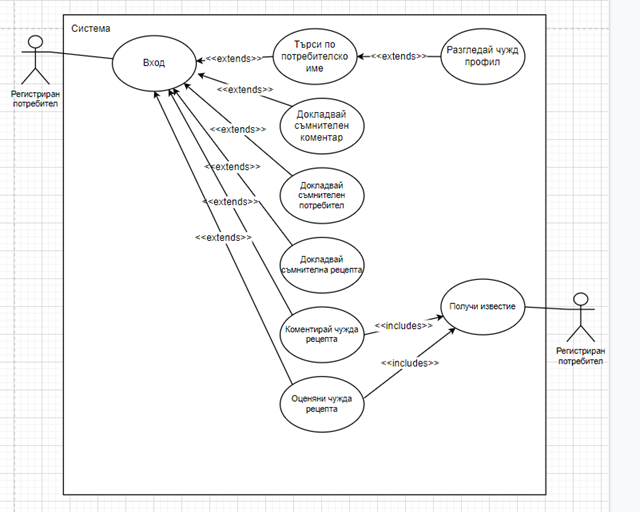 Система
Вход
<<extends>>
Търси по
потребителско
име
<<extends>>
Разгледай чужд
профил
Регистриран
потребител
<<extends>>
Докладвай
съмнителен
коментар
<<extends>>
Докладвай
съмнителен
потребител
<<extends>>
<<extends>>
<<extends>>
Докладвай
съмнителна рецепта
Коментирай чужда
рецепта
<<includes>>
Получи известие
Регистриран
потребител
<<includes>>
Оценяни чужда
рецепта